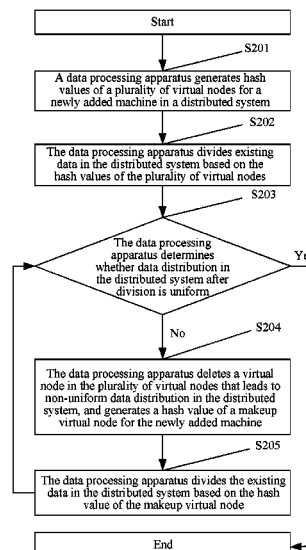 Start
S201
A data processing apparatus generates hash
values of a plurality of virtual nodes for a
newly added machine in a distributed system
S202
The data processing apparatus divides existing
data in the distributed system based on the
hash values of the plurality of virtual nodes
S203
The data processing
apparatus determines
whether data distribution in
the distributed system after
division is uniform
No
S204
The data processing apparatus deletes a virtual
node in the plurality of virtual nodes that leads to
non-uniform data distribution in the distributed
system, and generates a hash value of a makeup
virtual node for the newly added machine
S205
The data processing apparatus divides the existing
data in the distributed system based on the hash
value of the makeup virtual node
End